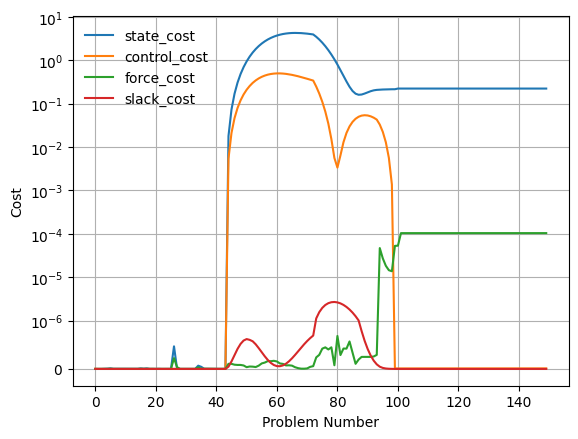 state_cost
control_cost
force_cost
slack_cost
10^1
10^0
10^-1
10^-2
10^-3
10^-4
10^-5
10^-6
0
Cost
0 20 40 60 80 100 120 140
Problem Number